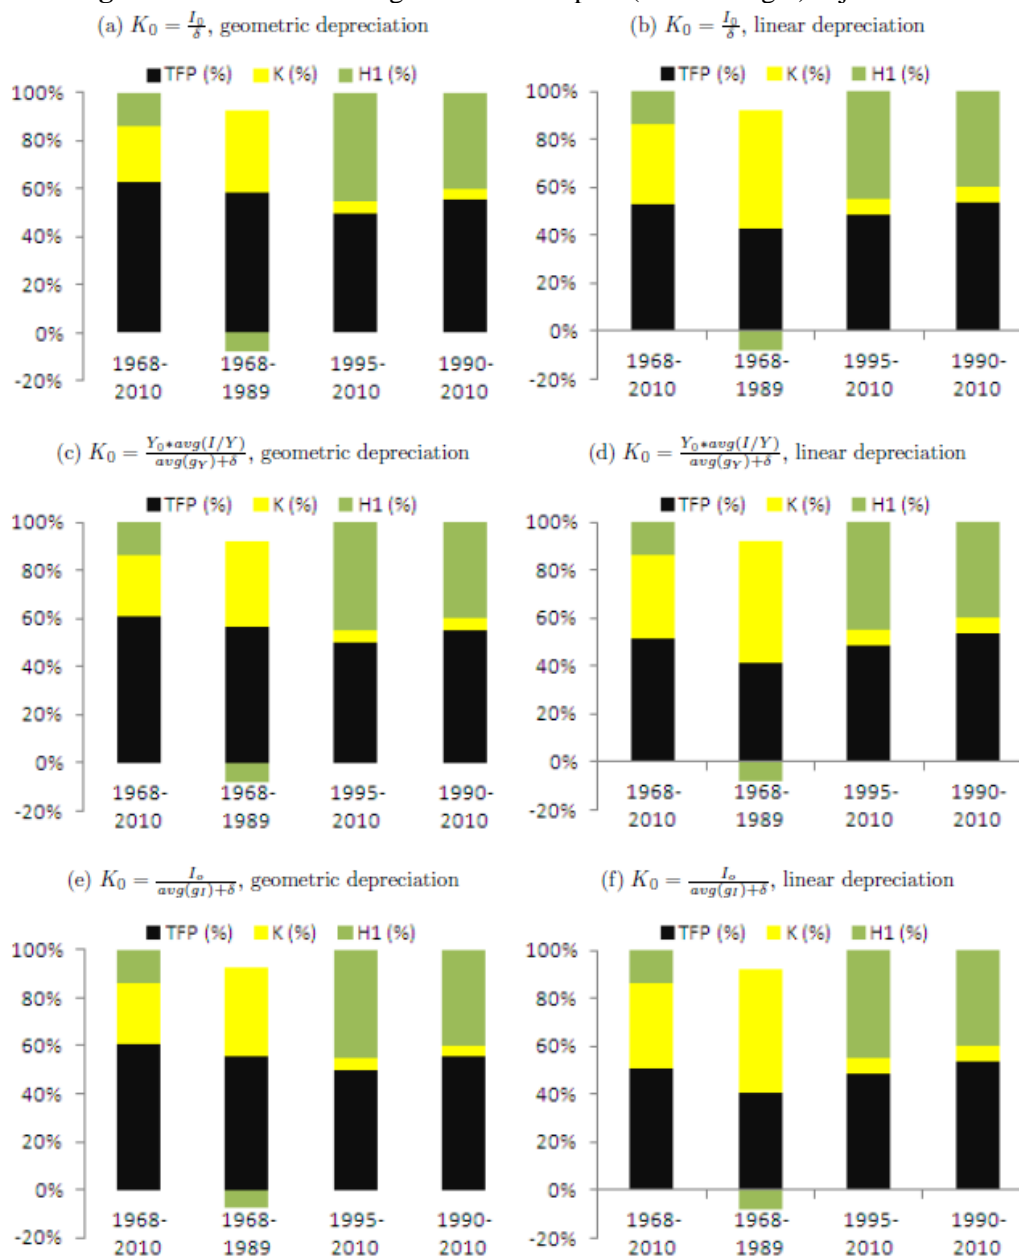 (a) K₀ = I₀/δ, geometric depreciation
TFP (%) K (%) H1 (%)
100%
80%
60%
40%
20%
0%
-20%
1968-2010 1968-1989 1995-2010 1990-2010
(b) K₀ = I₀/δ, linear depreciation
TFP (%) K (%) H1 (%)
100%
80%
60%
40%
20%
0%
-20%
1968-2010 1968-1989 1995-2010 1990-2010
(c) K₀ = Y₀*avg(I/Y)/avg(g_Y)+δ, geometric depreciation
TFP (%) K (%) H1 (%)
100%
80%
60%
40%
20%
0%
-20%
1968-2010 1968-1989 1995-2010 1990-2010
(d) K₀ = Y₀*avg(I/Y)/avg(g_Y)+δ, linear depreciation
TFP (%) K (%) H1 (%)
100%
80%
60%
40%
20%
0%
-20%
1968-2010 1968-1989 1995-2010 1990-2010
(e) K₀ = I₀/avg(g_I)+δ, geometric depreciation
TFP (%) K (%) H1 (%)
100%
80%
60%
40%
20%
0%
-20%
1968-2010 1968-1989 1995-2010 1990-2010
(f) K₀ = I₀/avg(g_I)+δ, linear depreciation
TFP (%) K (%) H1 (%)
100%
80%
60%
40%
20%
0%
-20%
1968-2010 1968-1989 1995-2010 1990-2010